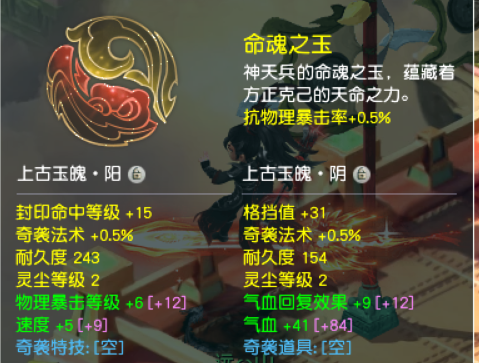 命魂之玉
神天兵的命魂之玉，蕴藏着
方正克己的天命之力。
抗物理暴击率+0.5%
上古玉魄·阳
封印命中等级 +15
奇袭法术 +0.5%
耐久度 243
灵尘等级 2
物理暴击等级 +6 [+12]
速度 +5 [+9]
奇袭特技: [空]
上古玉魄·阴
格挡值 +31
奇袭法术 +0.5%
耐久度 154
灵尘等级 2
气血回复效果 +9 [+12]
气血 +41 [+84]
奇袭道具: [空]